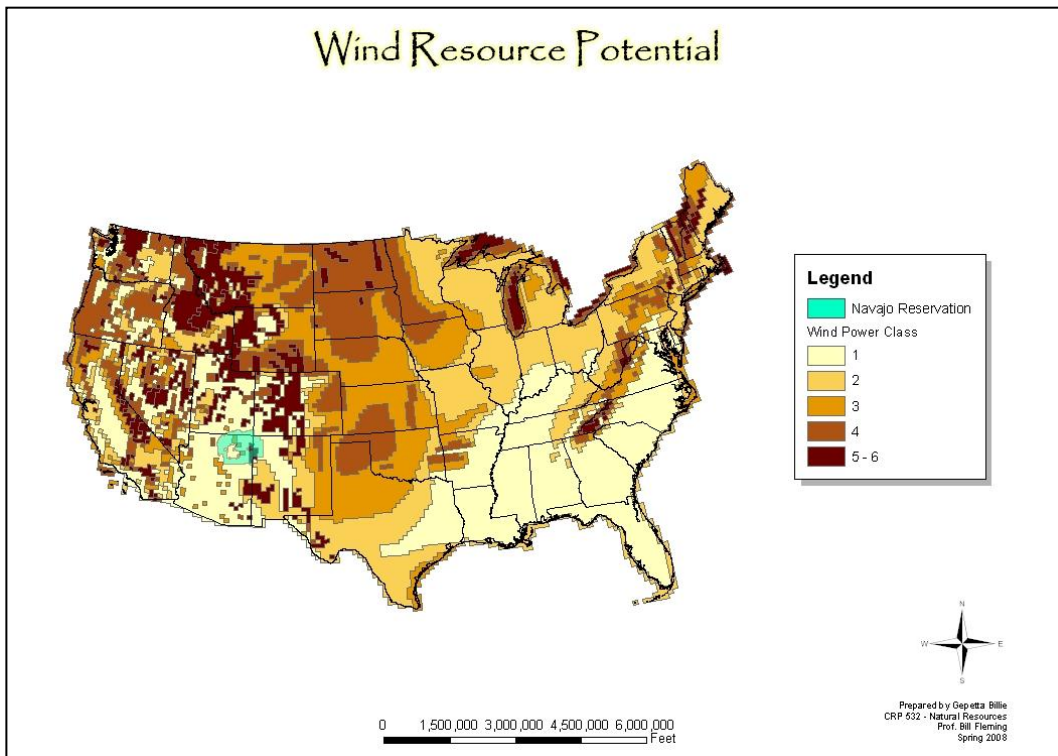 Wind Resource Potential
Legend
Navajo Reservation
Wind Power Class
1
2
3
4
5 - 6
N
W E
S
Prepared by Gepetta Billie
CRP 532 - Natural Resources
Prof. Bill Fleming
Spring 2008
0 1,500,000 3,000,000 4,500,000 6,000,000
Feet